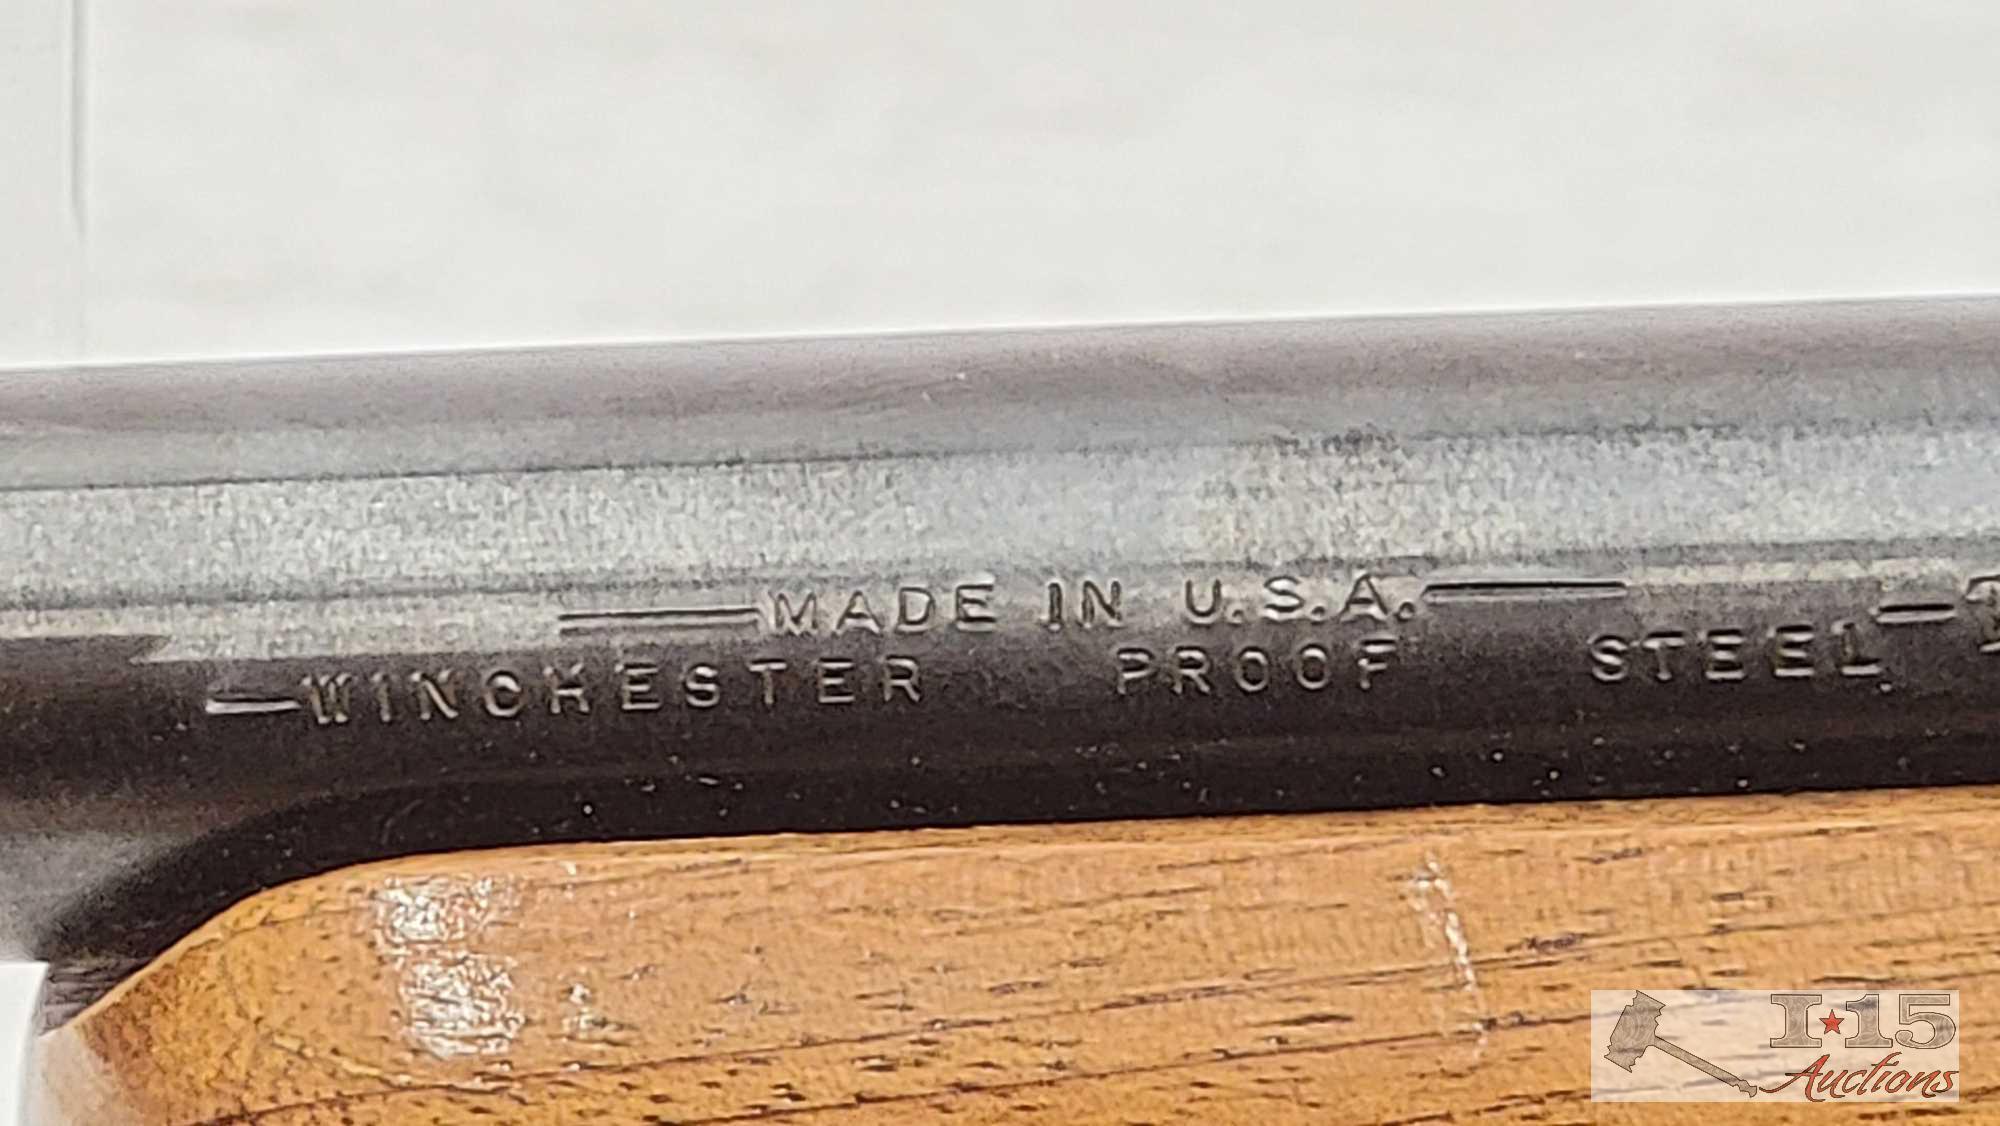 —MADE IN U.S.A.—
—WINCHESTER PROOF STEEL—
I★15
Auctions